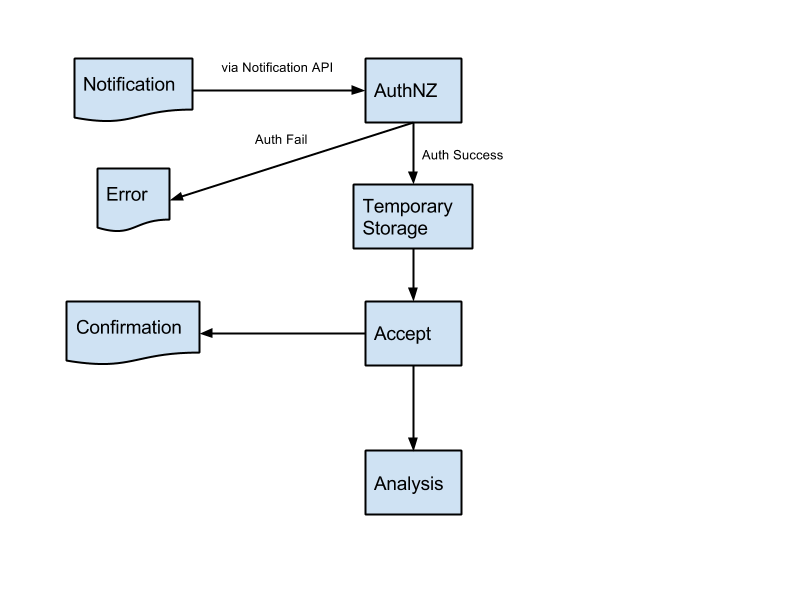 Notification
via Notification API
AuthNZ
Auth Fail
Auth Success
Error
Temporary
Storage
Confirmation
Accept
Analysis